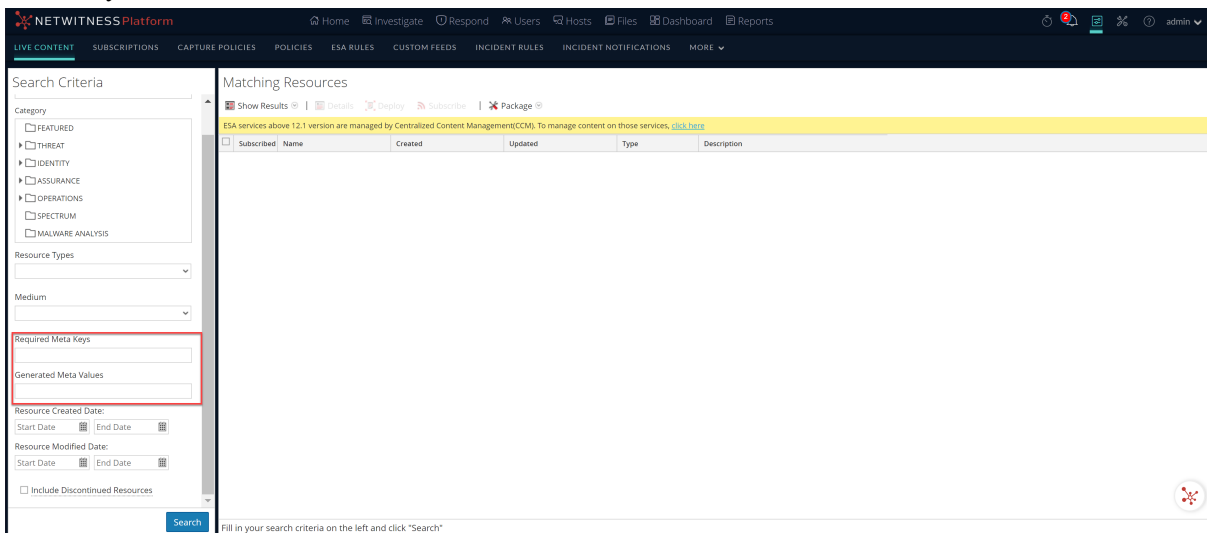 NETWITNESS Platform
Home Investigate Respond Users Hosts Files Dashboard Reports
2
admin
LIVE CONTENT SUBSCRIPTIONS CAPTURE POLICIES POLICIES ESA RULES CUSTOM FEEDS INCIDENT RULES INCIDENT NOTIFICATIONS MORE
Search Criteria
Category
FEATURED
THREAT
IDENTITY
ASSURANCE
OPERATIONS
SPECTRUM
MALWARE ANALYSIS
Resource Types
Medium
Required Meta Keys
Generated Meta Values
Resource Created Date:
Start Date End Date
Resource Modified Date:
Start Date End Date
Include Discontinued Resources
Search
Matching Resources
Show Results | Details Deploy Subscribe | Package
ESA services above 12.1 version are managed by Centralized Content Management(CCM). To manage content on those services, click here
Subscribed Name Created Updated Type Description
Fill in your search criteria on the left and click "Search"